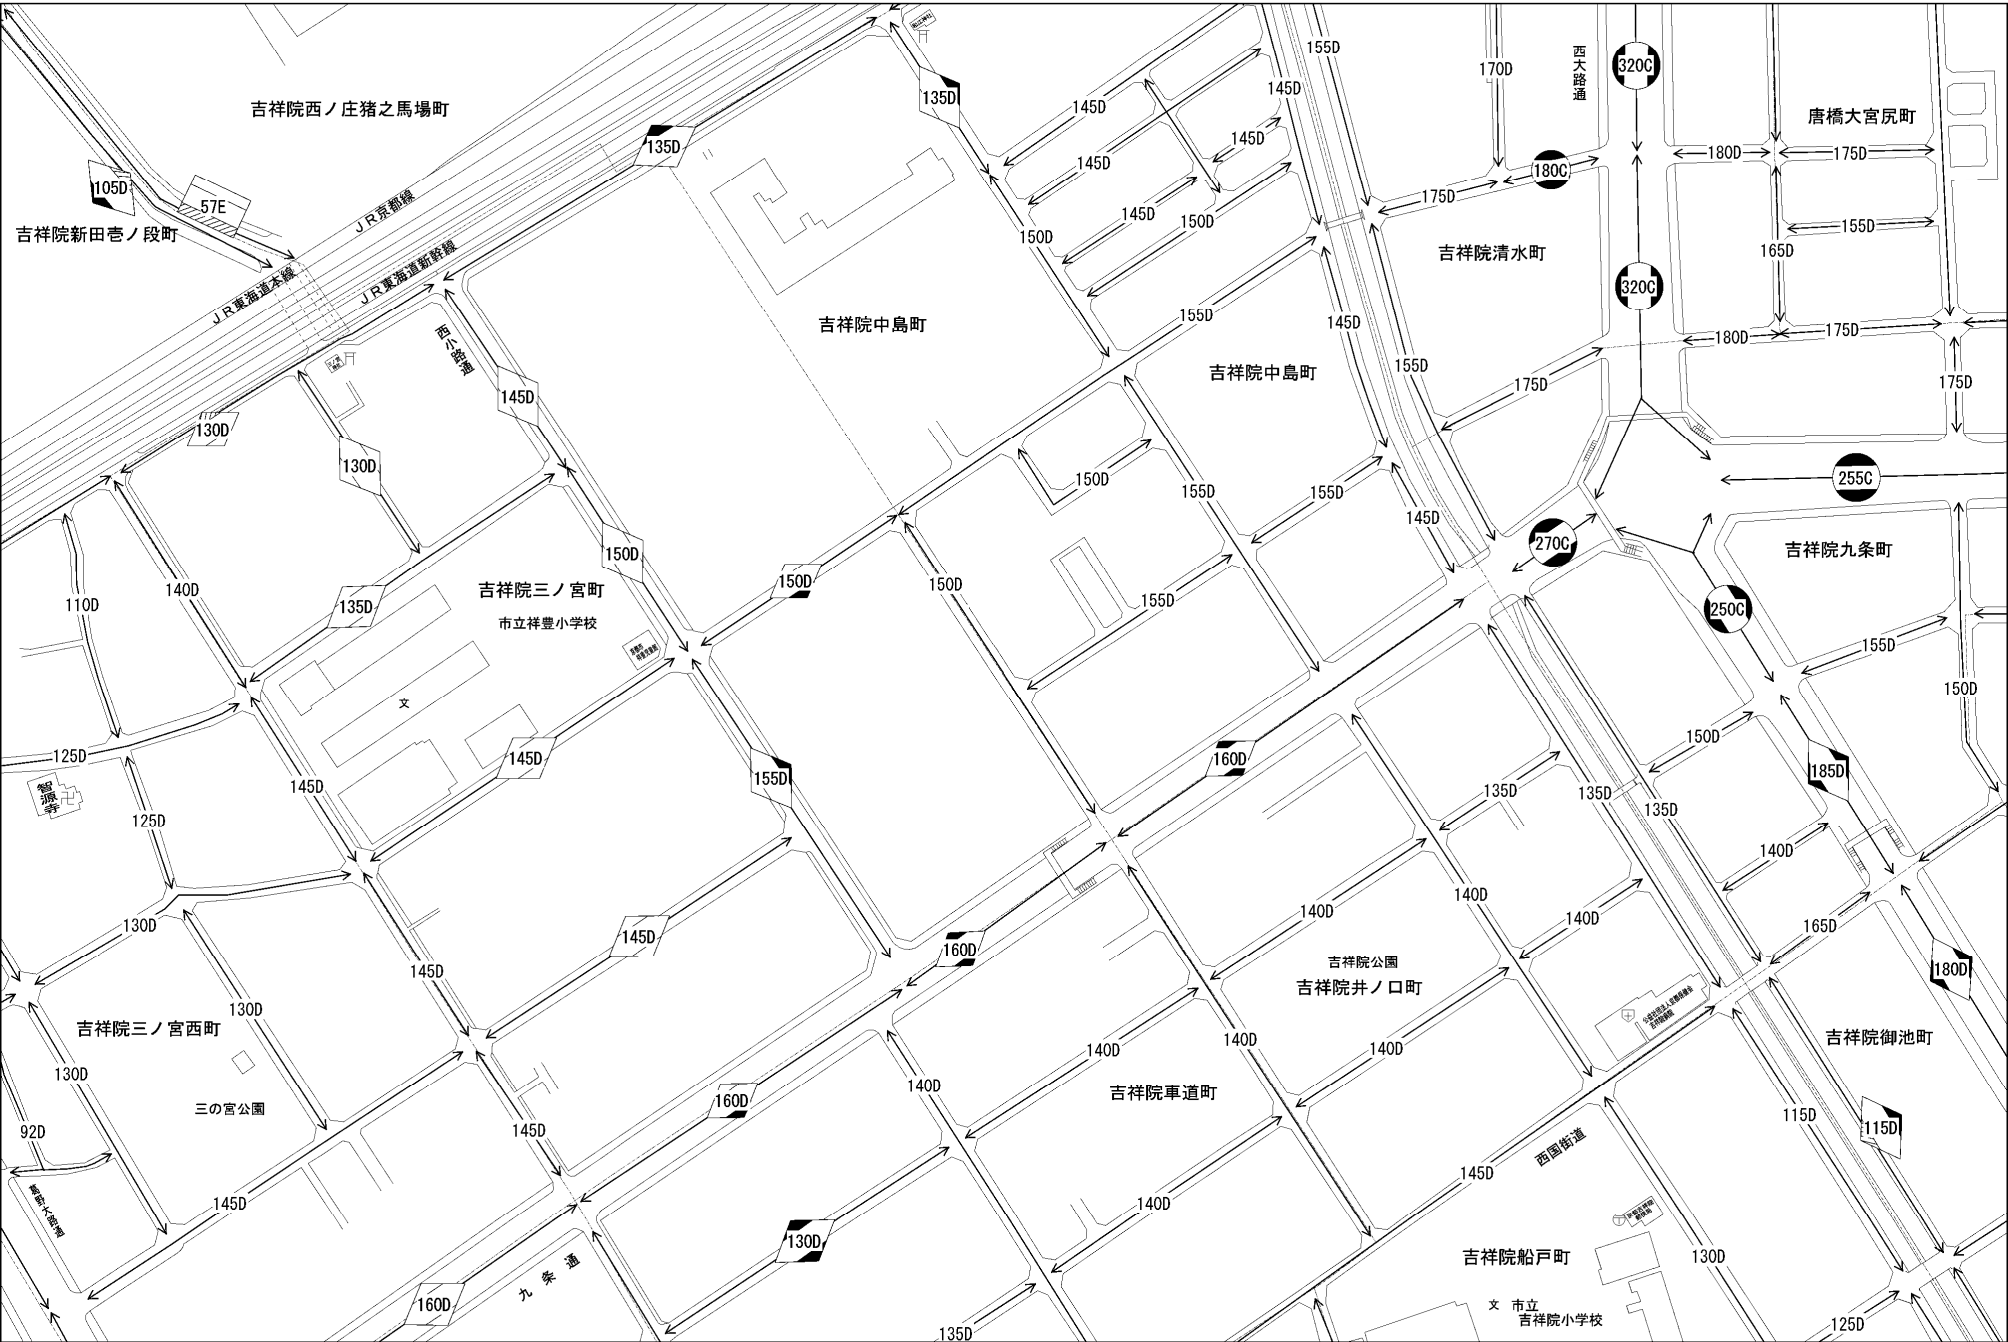 155D
320C
西大路通
170D
吉祥院西ノ庄猪之馬場町
135D
145D
145D
唐橋大宮尻町
135D
145D
180D
175D
145D
180C
105D
57E
ＪＲ京都線
175D
145D
吉祥院新田壱ノ段町
150D
150D
155D
165D
吉祥院清水町
ＪＲ東海道新幹線
ＪＲ東海道本線
320C
吉祥院中島町
155D
145D
175D
180D
西小路通
155D
吉祥院中島町
175D
175D
145D
130D
130D
150D
155D
155D
255C
145D
270C
吉祥院九条町
150D
150D
150D
140D
吉祥院三ノ宮町
155D
110D
135D
250C
市立祥豊小学校
155D
150D
文
150D
125D
145D
160D
185D
155D
145D
135D
135D
智源寺
卍
135D
125D
140D
140D
140D
130D
145D
160D
165D
吉祥院公園
145D
180D
吉祥院井ノ口町
130D
吉祥院三ノ宮西町
140D
吉祥院御池町
140D
140D
130D
140D
吉祥院車道町
160D
三の宮公園
115D
115D
92D
145D
西国街道
145D
145D
140D
葛野大路通
130D
130D
吉祥院船戸町
九条通
160D
文 市立
吉祥院小学校
135D
125D